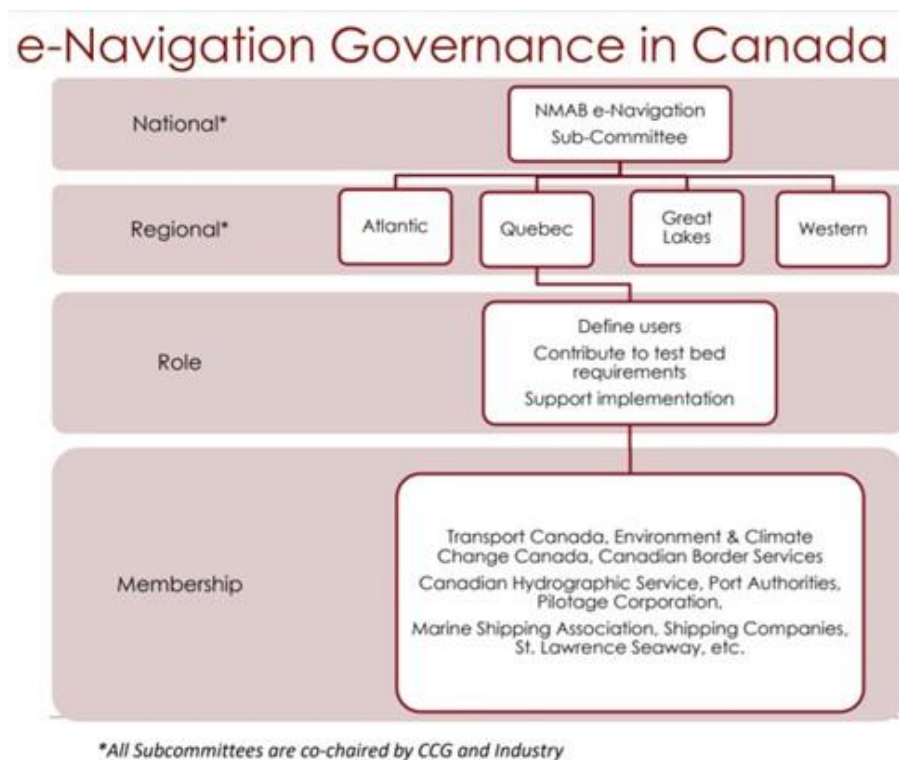 e-Navigation Governance in Canada
National*
NMAB e-Navigation
Sub-Committee
Regional*
Atlantic
Quebec
Great
Lakes
Western
Role
Define users
Contribute to test bed
requirements
Support implementation
Membership
Transport Canada, Environment & Climate
Change Canada, Canadian Border Services
Canadian Hydrographic Service, Port Authorities,
Pilotage Corporation,
Marine Shipping Association, Shipping Companies,
St. Lawrence Seaway, etc.
*All Subcommittees are co-chaired by CCG and Industry